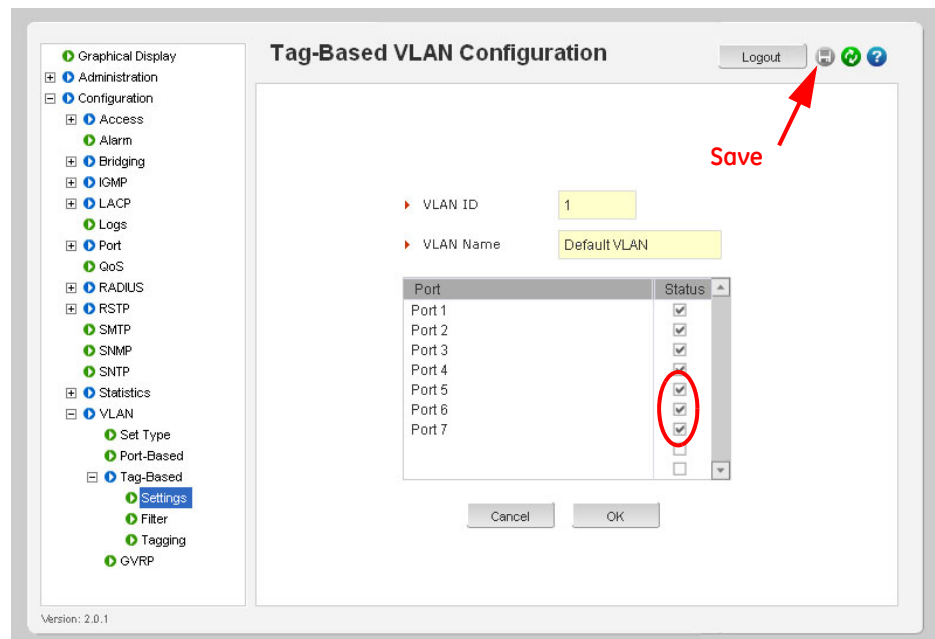 Tag-Based VLAN Configuration
Logout
Save
Graphical Display
Administration
Configuration
Access
Alarm
Bridging
IGMP
LACP
Logs
Port
QoS
RADIUS
RSTP
SMTP
SNMP
SNTP
Statistics
VLAN
Set Type
Port-Based
Tag-Based
Settings
Filter
Tagging
GVRP
VLAN ID 1
VLAN Name Default VLAN
Port Status
Port 1
Port 2
Port 3
Port 4
Port 5
Port 6
Port 7
Cancel OK
Version: 2.0.1